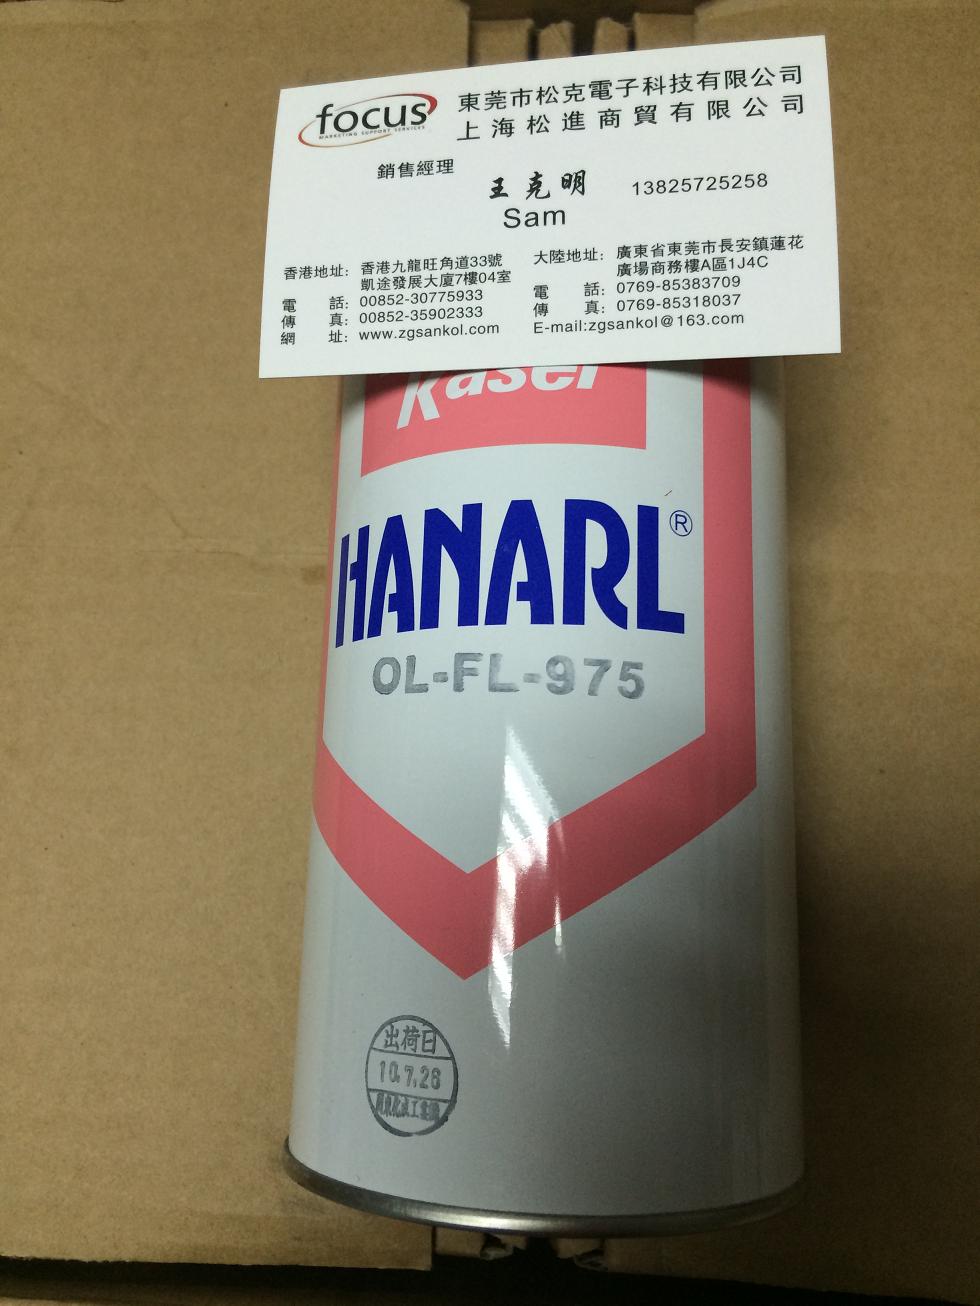 focus
MARKETING SUPPORT SERVICES
東莞市松克電子科技有限公司
上海松進商貿有限公司
銷售經理
王克明 13825725258
Sam
香港地址: 香港九龍旺角道33號
凱途發展大廈7樓04室
電話: 00852-30775933
傳真: 00852-35902333
網址: www.zgsankol.com
大陸地址: 廣東省東莞市長安鎮蓮花
廣場商務樓A區1J4C
電話: 0769-85383709
傳真: 0769-85318037
E-mail:zgsankol@163.com
HANARL®
OL-FL-975
出荷日
10.7.26